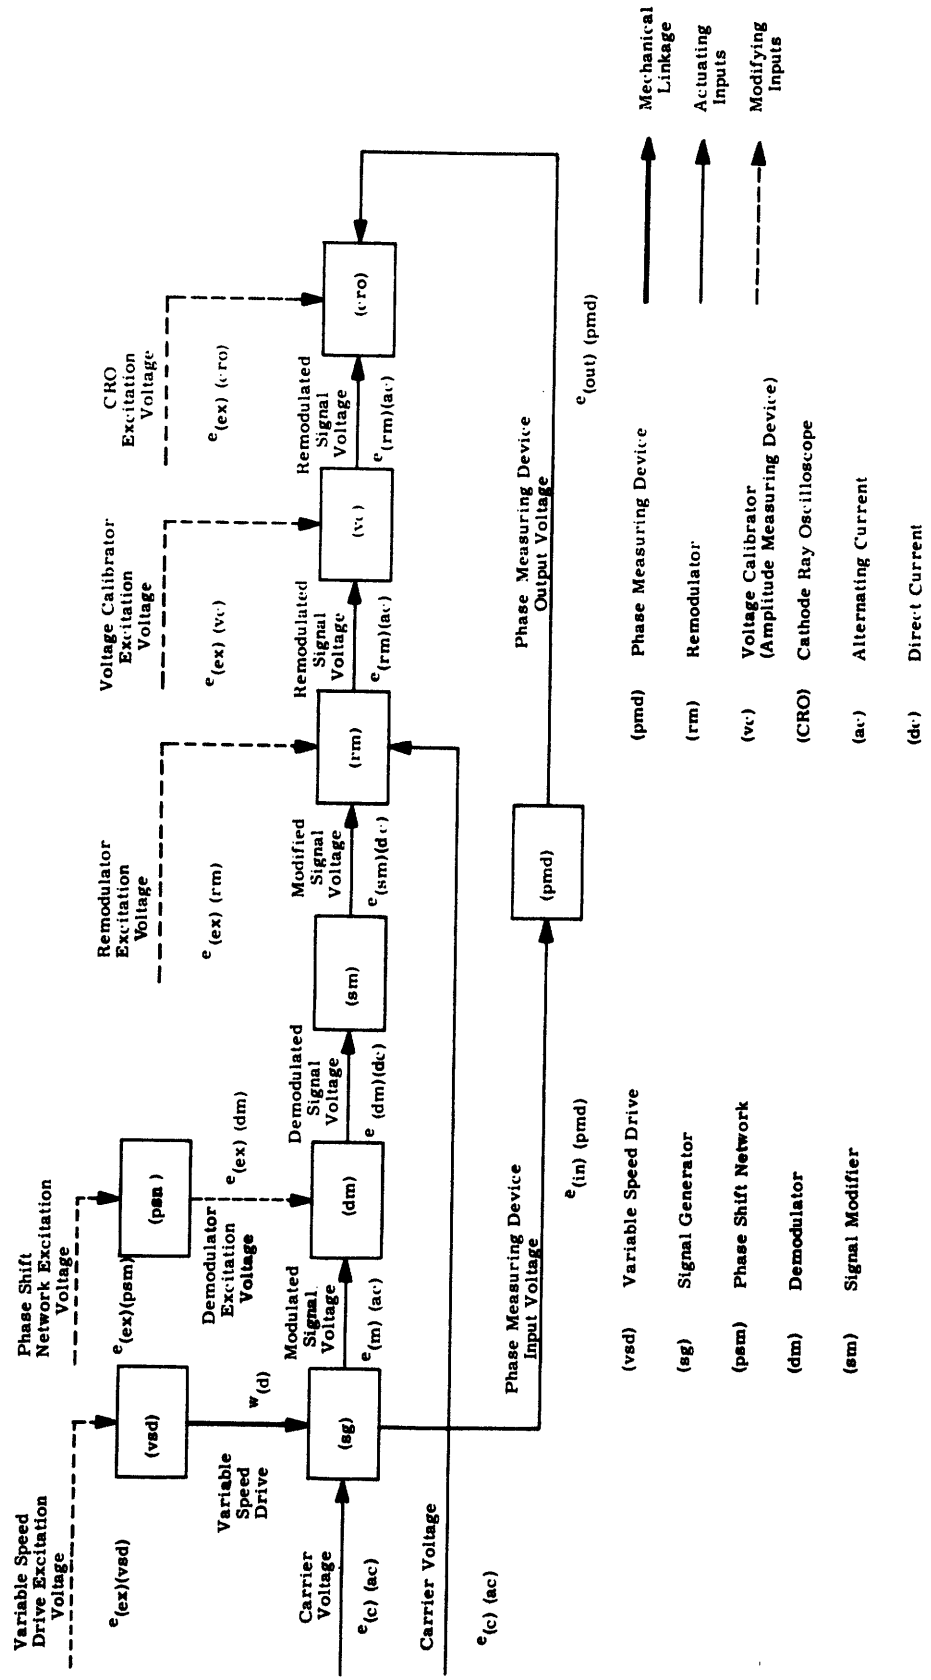 Variable Speed
Drive Excitation
Voltage
e(ex)(vsd)
(vsd)
Variable
Speed
Drive
w(d)
Phase Shift
Network Excitation
Voltage
e(ex)(psm)
(psn)
Demodulator
Excitation
Voltage
e(ex) (dm)
Remodulator
Excitation
Voltage
e(ex) (rm)
Voltage Calibrator
Excitation
Voltage
e(ex) (vc)
CRO
Excitation
Voltage
e(ex) (cro)
Carrier
Voltage
e(c) (ac)
(sg)
Modulated
Signal
Voltage
e(m) (ac)
(dm)
Demodulated
Signal
Voltage
e(dm)(dc)
(sm)
Modified
Signal
Voltage
e(sm)(dc)
(rm)
Remodulated
Signal
Voltage
e(rm)(ac)
(vc)
Remodulated
Signal
Voltage
e(rm)(ac)
(cro)
Carrier Voltage
e(c) (ac)
Phase Measuring Device
Input Voltage
e(in) (pmd)
(pmd)
Phase Measuring Device
Output Voltage
e(out) (pmd)
(vsd) Variable Speed Drive
(sg) Signal Generator
(psm) Phase Shift Network
(dm) Demodulator
(sm) Signal Modifier
(pmd) Phase Measuring Device
(rm) Remodulator
(vc) Voltage Calibrator
(Amplitude Measuring Device)
(CRO) Cathode Ray Oscilloscope
(ac) Alternating Current
(dc) Direct Current
Mechanical
Linkage
Actuating
Inputs
Modifying
Inputs